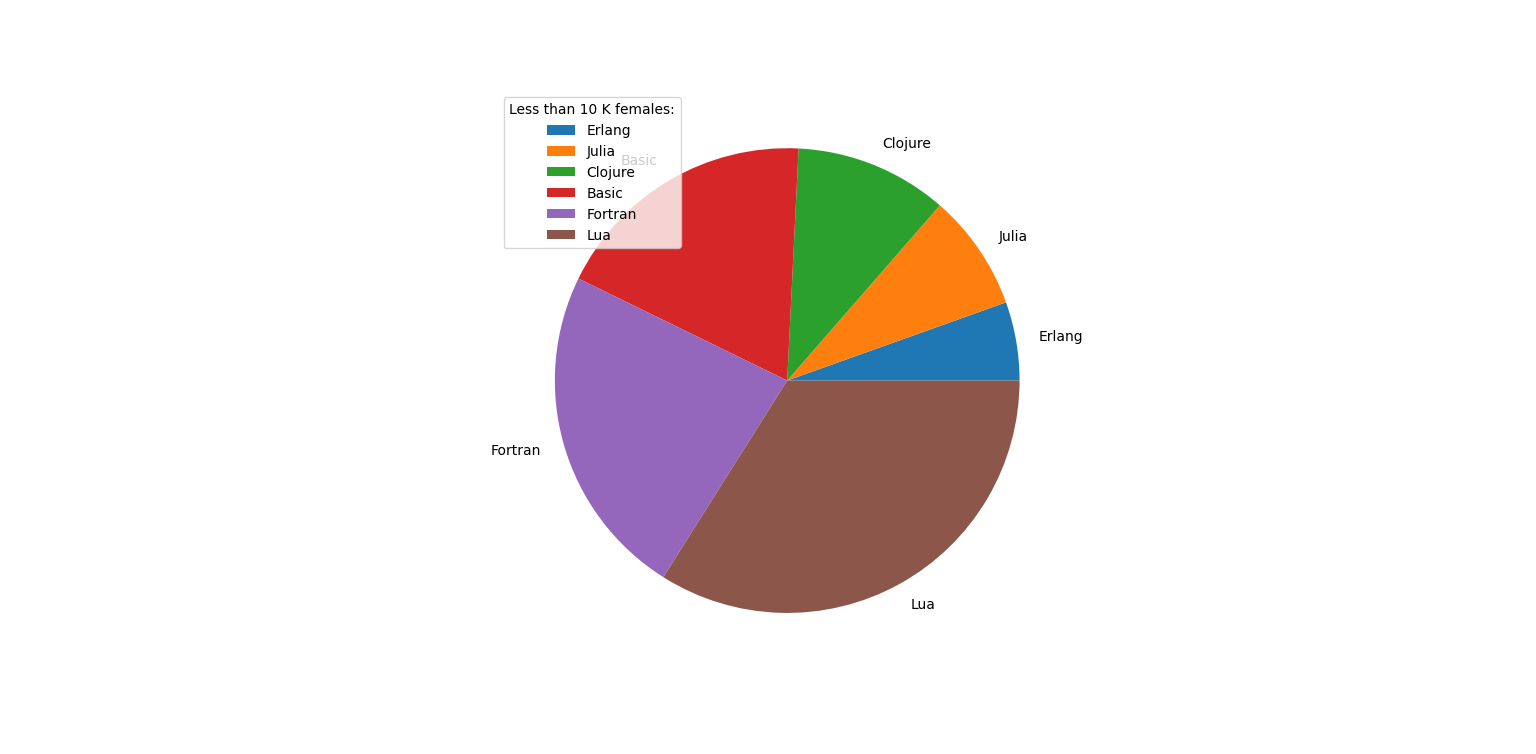 Less than 10 K females:
Erlang
Julia
Clojure
Basic
Fortran
Lua
Basic
Clojure
Julia
Erlang
Fortran
Lua